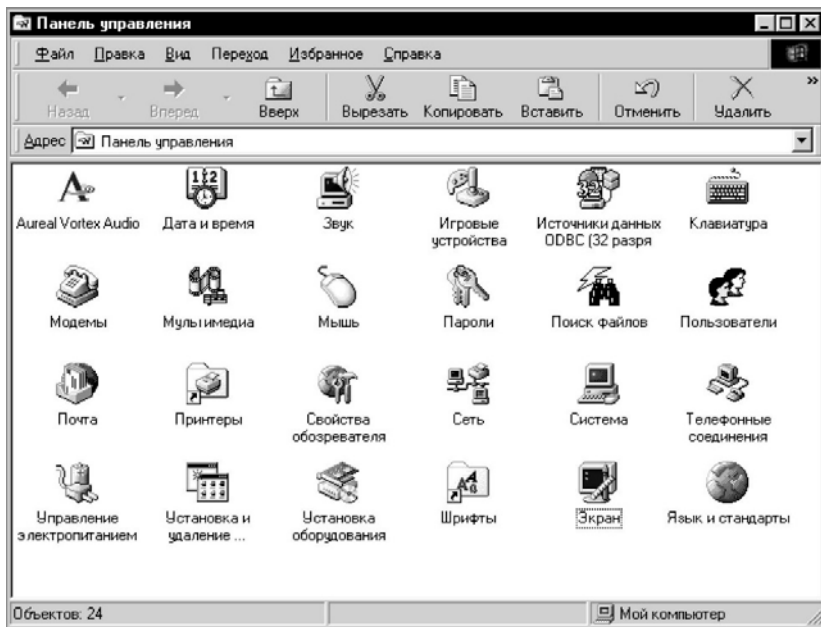 Панель управления
Файл Правка Вид Переход Избранное Справка
Назад Вперед Вверх Вырезать Копировать Вставить Отменить Удалить »
Адрес Панель управления
Aureal Vortex Audio Дата и время Звук Игровые Источники данных Клавиатура
устройства ODBC (32 разря
Модемы Мультимедиа Мышь Пароли Поиск файлов Пользователи
Почта Принтеры Свойства Сеть Система Телефонные
обозревателя соединения
Управление Установка и Установка Шрифты Экран Язык и стандарты
электропитанием удаление ... оборудования
Объектов: 24 Мой компьютер